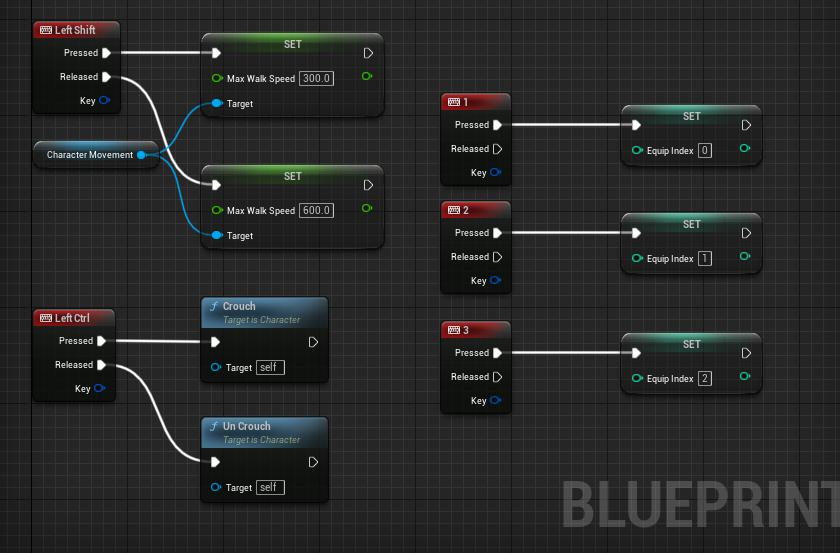 Left Shift
Pressed
Released
Key
SET
Max Walk Speed 300.0
Target
Character Movement
SET
Max Walk Speed 600.0
Target
Left Ctrl
Pressed
Released
Key
f Crouch
Target is Character
Target self
f Un Crouch
Target is Character
Target self
1
Pressed
Released
Key
SET
Equip Index 0
2
Pressed
Released
Key
SET
Equip Index 1
3
Pressed
Released
Key
SET
Equip Index 2
BLUEPRINT